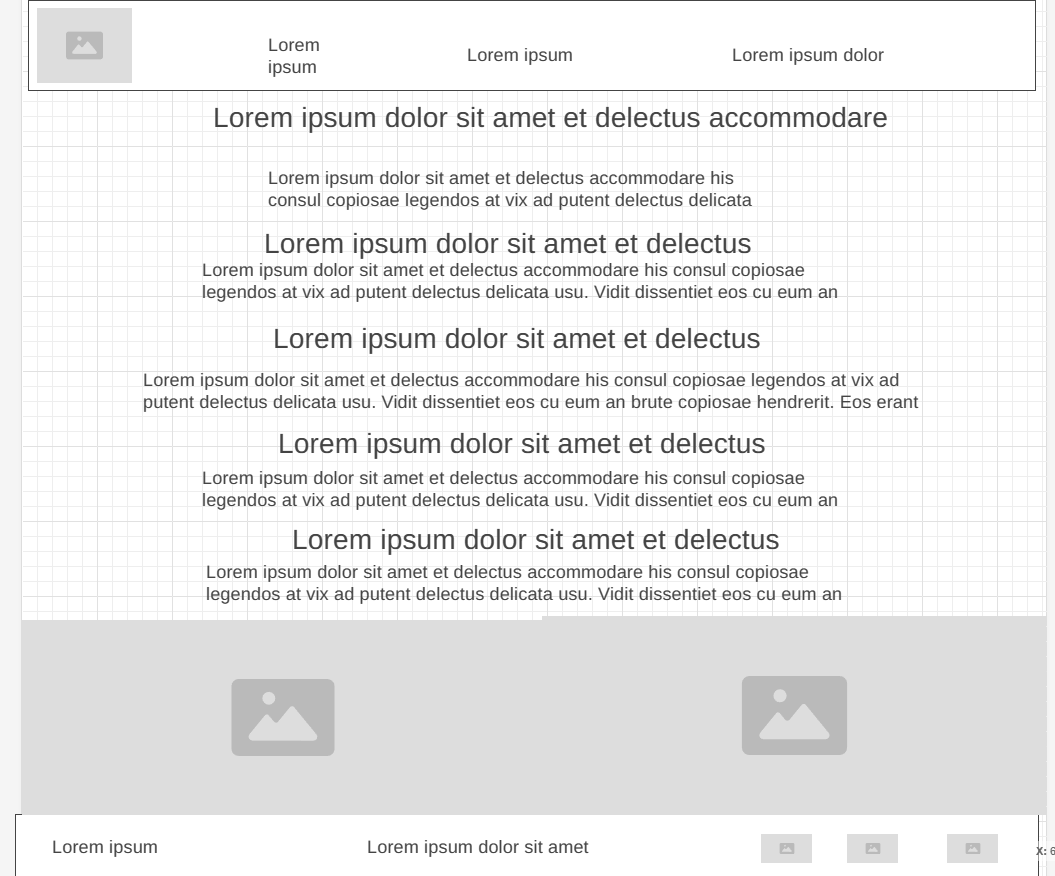 Lorem
ipsum
Lorem ipsum
Lorem ipsum dolor
Lorem ipsum dolor sit amet et delectus accommodare
Lorem ipsum dolor sit amet et delectus accommodare his
consul copiosae legendos at vix ad putent delectus delicata
Lorem ipsum dolor sit amet et delectus
Lorem ipsum dolor sit amet et delectus accommodare his consul copiosae
legendos at vix ad putent delectus delicata usu. Vidit dissentiet eos cu eum an
Lorem ipsum dolor sit amet et delectus
Lorem ipsum dolor sit amet et delectus accommodare his consul copiosae legendos at vix ad
putent delectus delicata usu. Vidit dissentiet eos cu eum an brute copiosae hendrerit. Eos erant
Lorem ipsum dolor sit amet et delectus
Lorem ipsum dolor sit amet et delectus accommodare his consul copiosae
legendos at vix ad putent delectus delicata usu. Vidit dissentiet eos cu eum an
Lorem ipsum dolor sit amet et delectus
Lorem ipsum dolor sit amet et delectus accommodare his consul copiosae
legendos at vix ad putent delectus delicata usu. Vidit dissentiet eos cu eum an
Lorem ipsum
Lorem ipsum dolor sit amet
X: 6